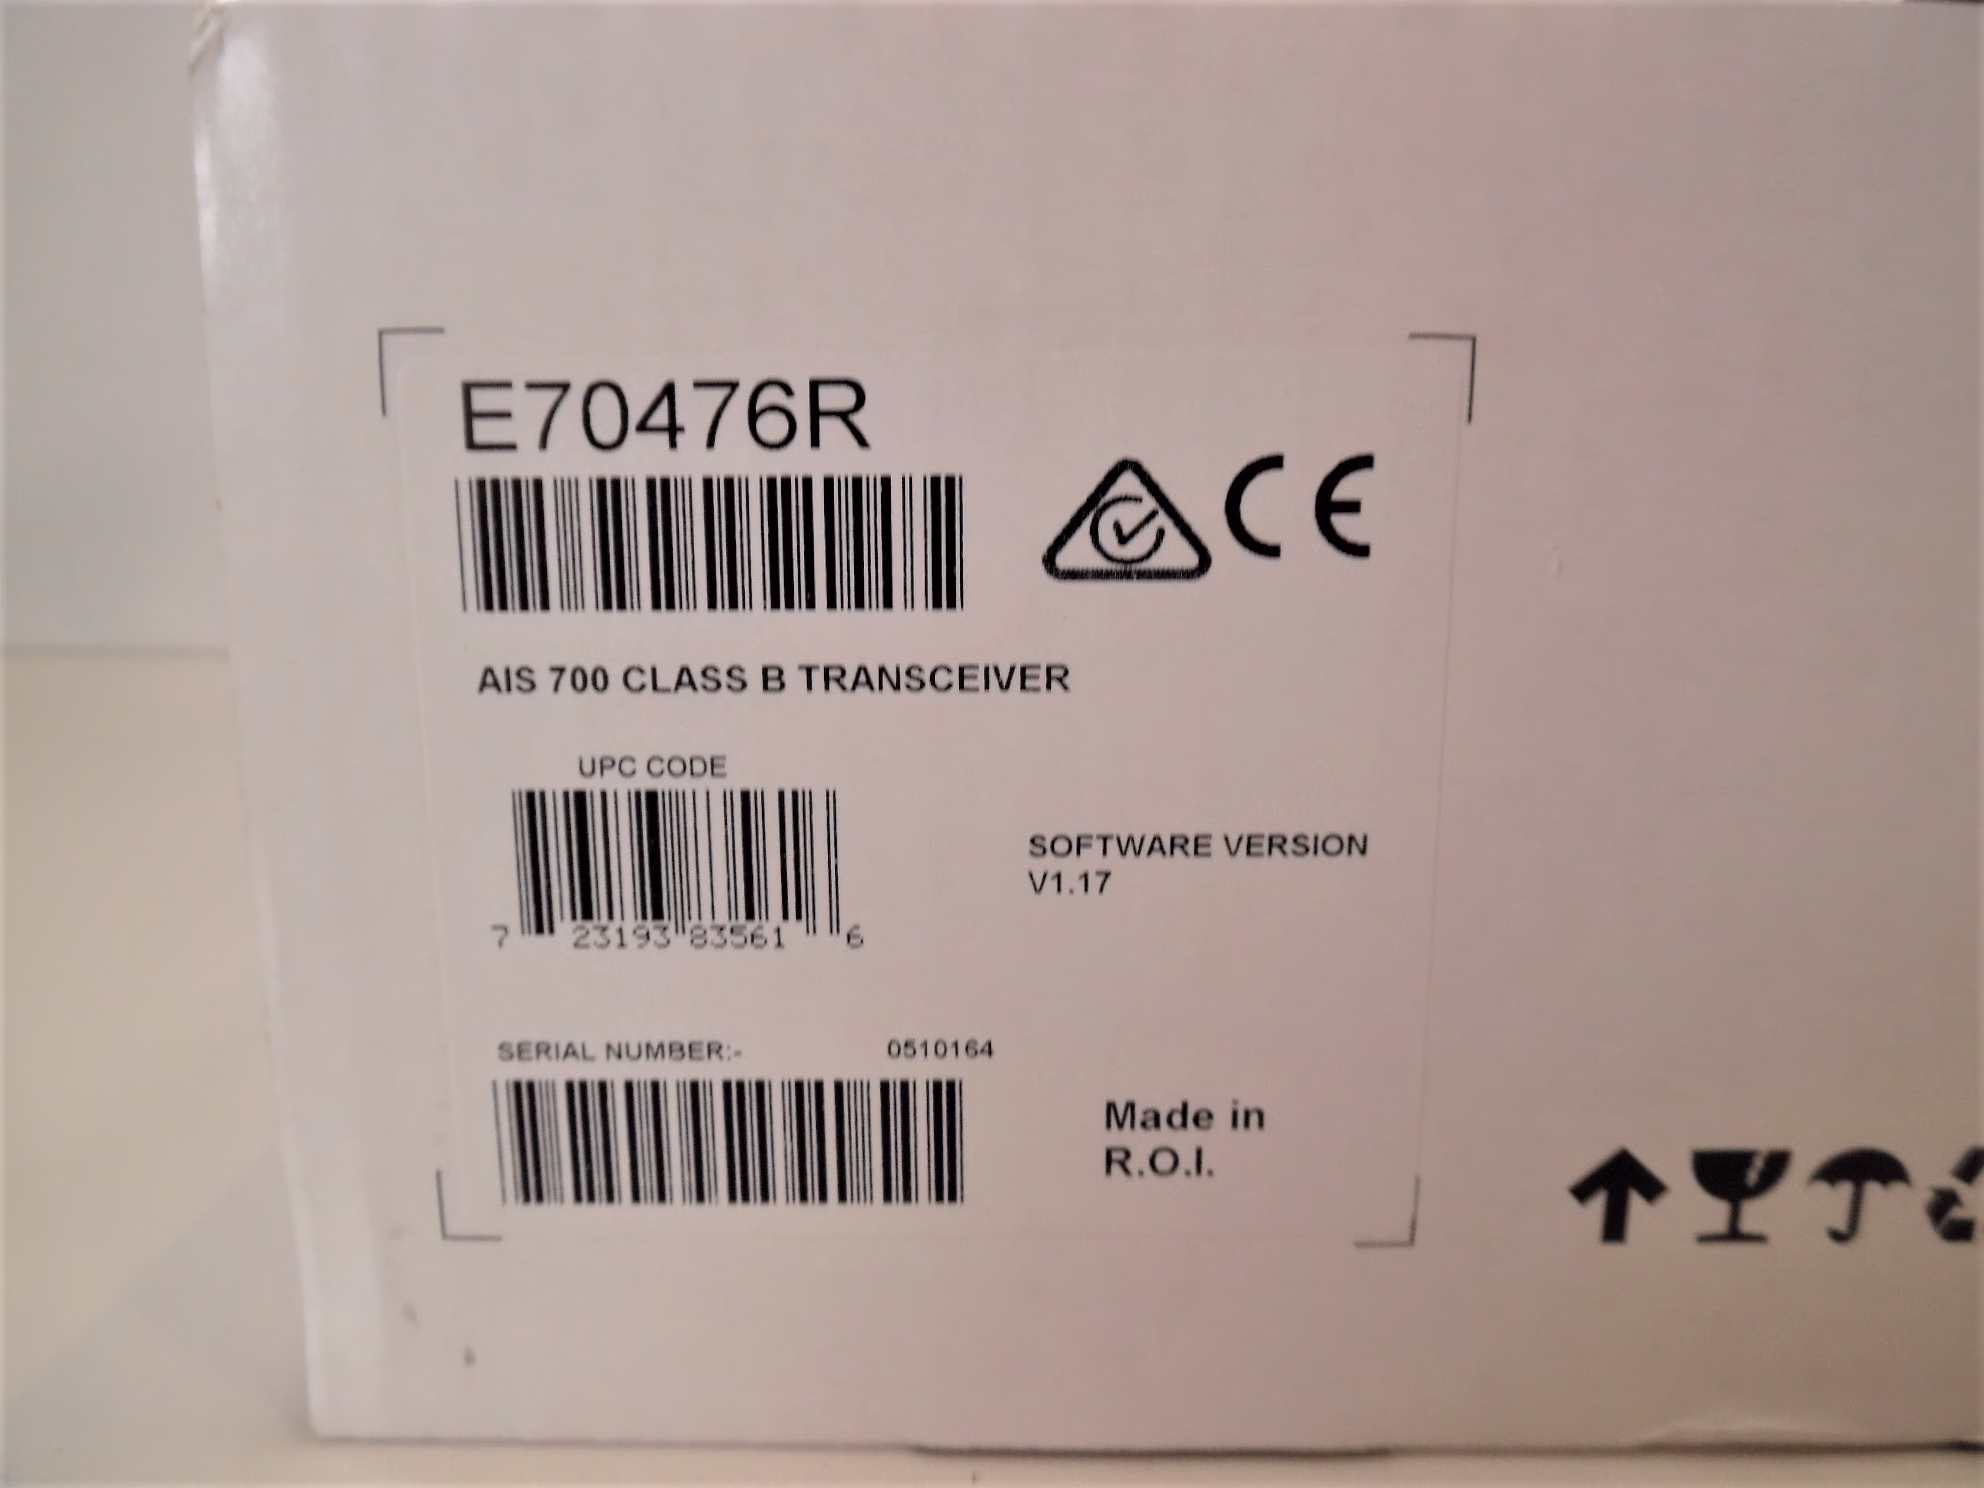 E70476R
CE
AIS 700 CLASS B TRANSCEIVER
UPC CODE
7 23193 83561 6
SOFTWARE VERSION
V1.17
SERIAL NUMBER:- 0510164
Made in
R.O.I.